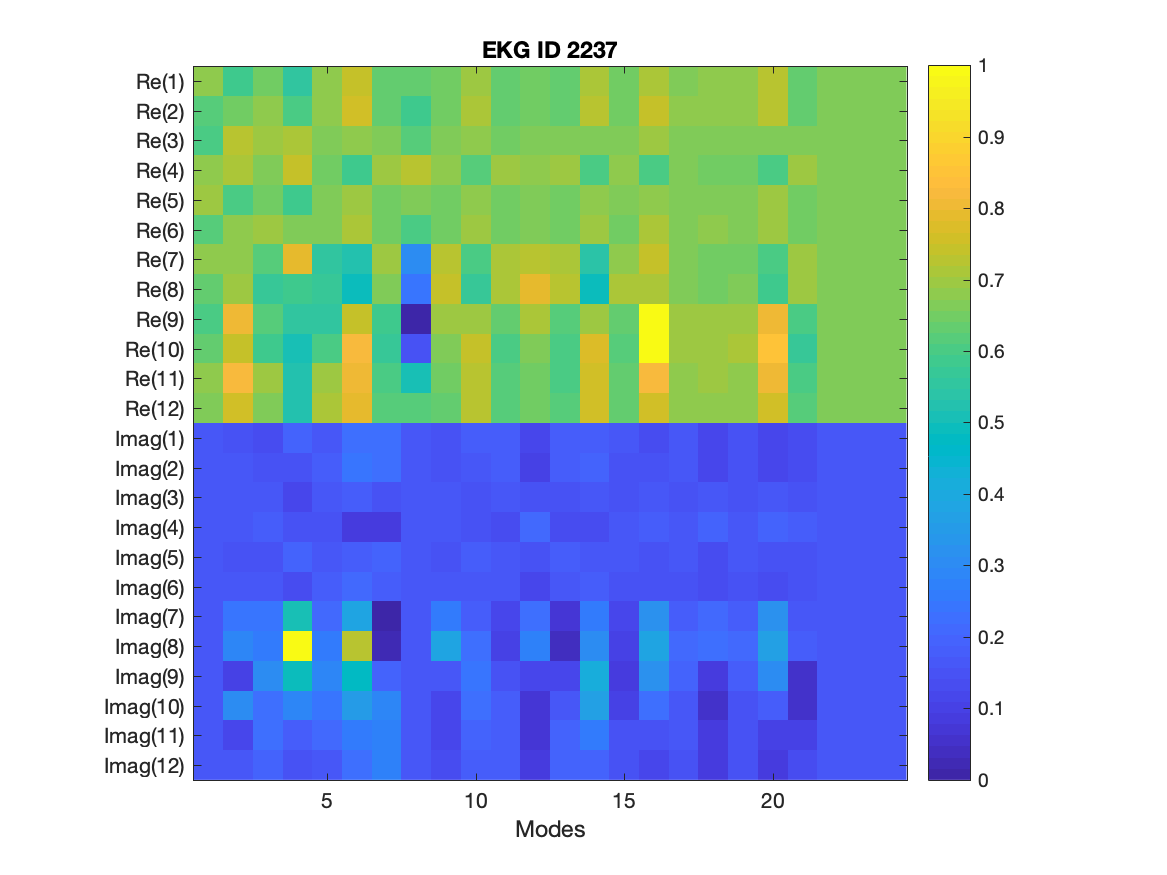 EKG ID 2237
Re(1)
Re(2)
Re(3)
Re(4)
Re(5)
Re(6)
Re(7)
Re(8)
Re(9)
Re(10)
Re(11)
Re(12)
Imag(1)
Imag(2)
Imag(3)
Imag(4)
Imag(5)
Imag(6)
Imag(7)
Imag(8)
Imag(9)
Imag(10)
Imag(11)
Imag(12)
5 10 15 20
Modes
1
0.9
0.8
0.7
0.6
0.5
0.4
0.3
0.2
0.1
0